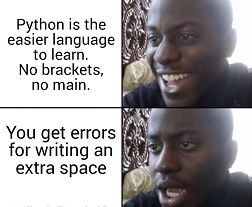 Python is the
easier language
to learn.
No brackets,
no main.
You get errors
for writing an
extra space